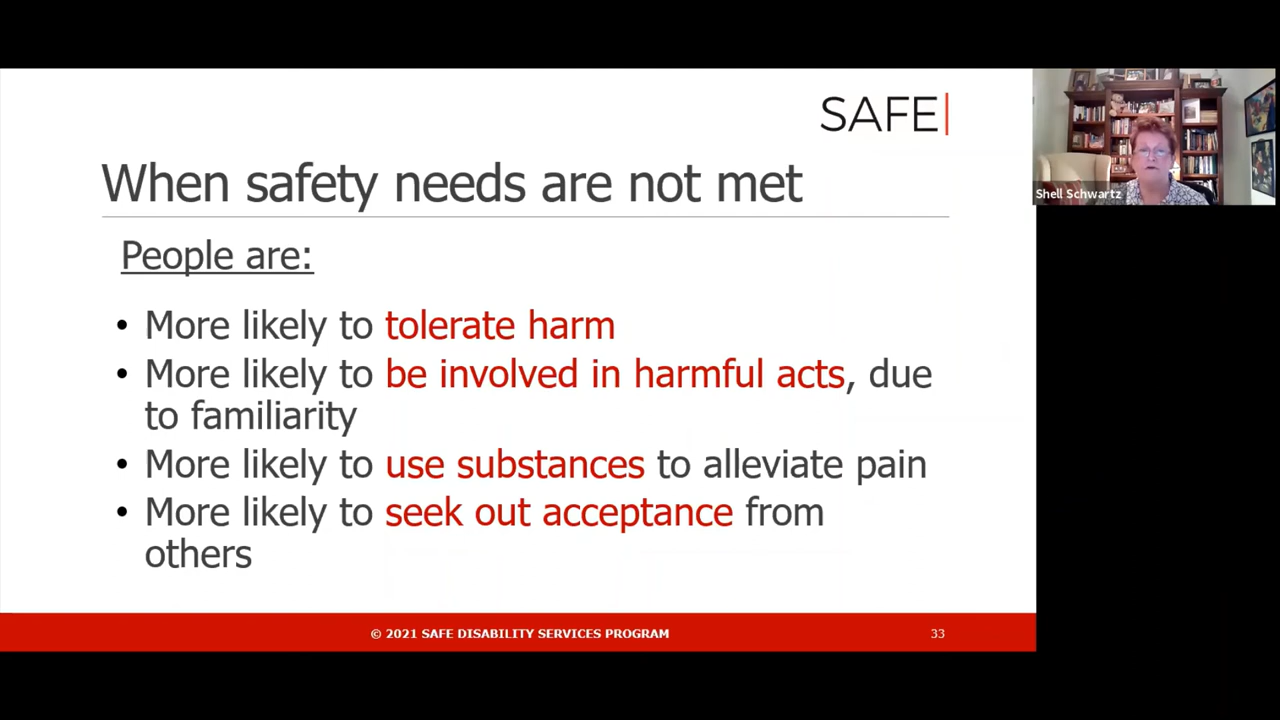 SAFE
When safety needs are not met
Shell Schwartz
People are:
• More likely to tolerate harm
• More likely to be involved in harmful acts, due
to familiarity
• More likely to use substances to alleviate pain
• More likely to seek out acceptance from
others
© 2021 SAFE DISABILITY SERVICES PROGRAM
33